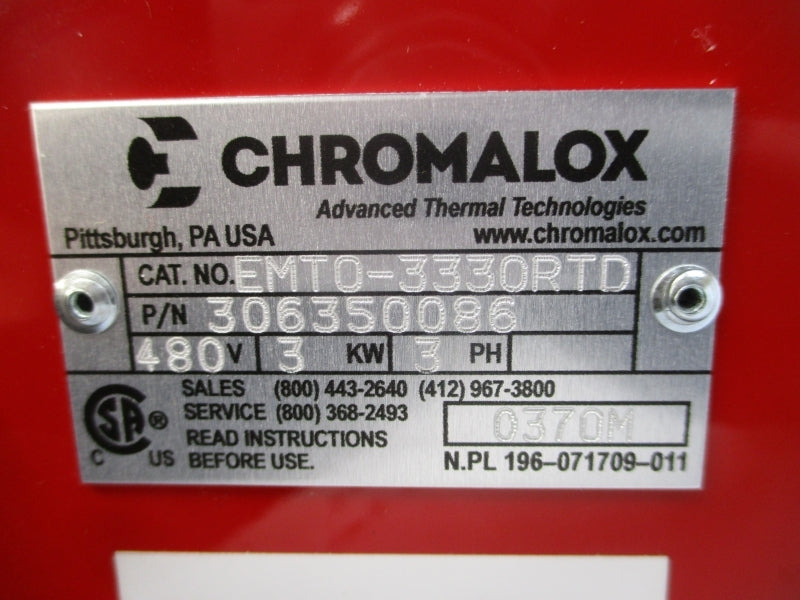 CHROMALOX
Advanced Thermal Technologies
Pittsburgh, PA USA www.chromalox.com
CAT. NO. EMTO-3330RTD
P/N 306350086
480 V 3 KW 3 PH
SALES (800) 443-2640 (412) 967-3800
SERVICE (800) 368-2493
READ INSTRUCTIONS 0370M
BEFORE USE. N.PL 196-071709-011
CSA ®
C US